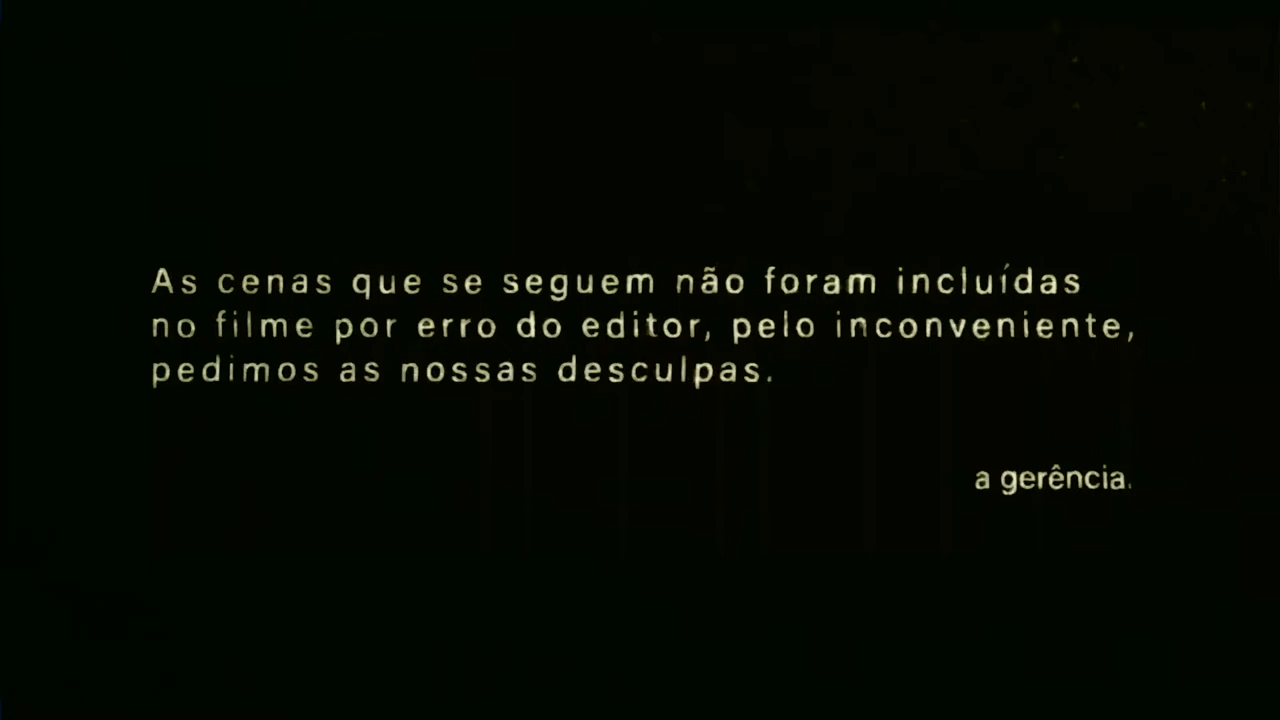 As cenas que se seguem não foram incluídas
no filme por erro do editor, pelo inconveniente,
pedimos as nossas desculpas.
a gerência.